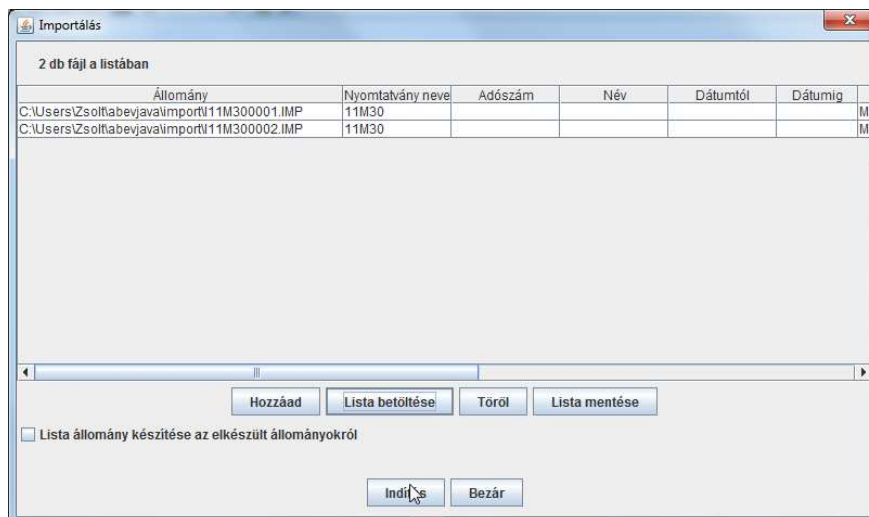 Importálás
2 db fájl a listában
Állomány Nyomtatvány neve Adószám Név Dátumtól Dátumig
C:\Users\Zsolt\abevjava\import\I11M300001.IMP 11M30 M
C:\Users\Zsolt\abevjava\import\I11M300002.IMP 11M30 M
Hozzáad Lista betöltése Töröl Lista mentése
Lista állomány készítése az elkészült állományokról
Indítás Bezár